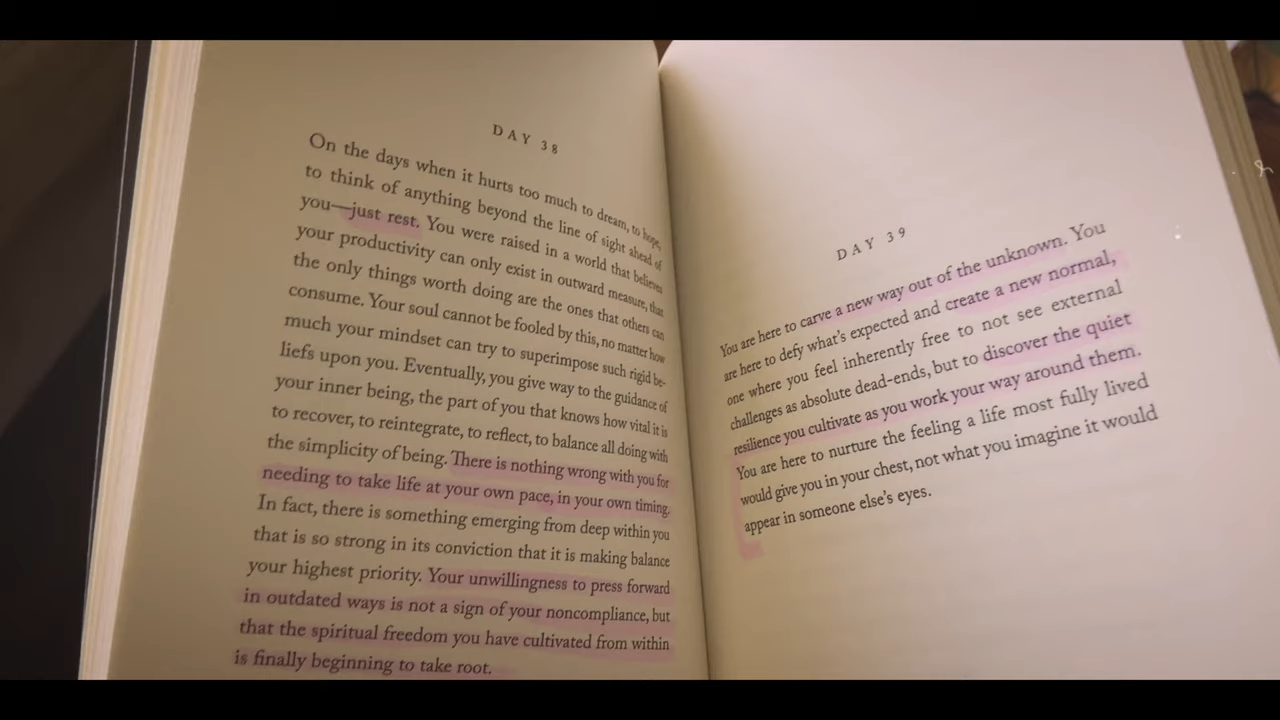 DAY 38
On the days when it hurts too much to dream, to hope,
to think of anything beyond the line of sight ahead of
you—just rest. You were raised in a world that believes
your productivity can only exist in outward measure, that
the only things worth doing are the ones that others can
consume. Your soul cannot be fooled by this, no matter how
much your mindset can try to superimpose such rigid be-
liefs upon you. Eventually, you give way to the guidance of
your inner being, the part of you that knows how vital it is
to recover, to reintegrate, to reflect, to balance all doing with
the simplicity of being. There is nothing wrong with you for
needing to take life at your own pace, in your own timing.
In fact, there is something emerging from deep within you
that is so strong in its conviction that it is making balance
your highest priority. Your unwillingness to press forward
in outdated ways is not a sign of your noncompliance, but
that the spiritual freedom you have cultivated from within
is finally beginning to take root.
DAY 39
You are here to carve a new way out of the unknown. You
are here to defy what's expected and create a new normal,
one where you feel inherently free to not see external
challenges as absolute dead-ends, but to discover the quiet
resilience you cultivate as you work your way around them.
You are here to nurture the feeling a life most fully lived
would give you in your chest, not what you imagine it would
appear in someone else's eyes.